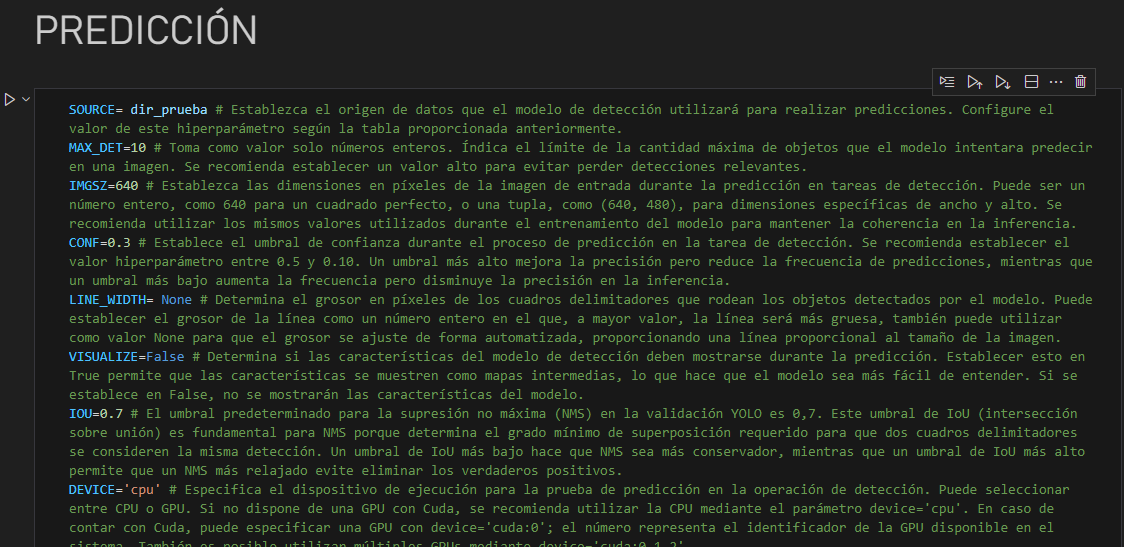 PREDICCIÓN
SOURCE= dir_prueba # Establezca el origen de datos que el modelo de detección utilizará para realizar predicciones. Configure el
valor de este hiperparámetro según la tabla proporcionada anteriormente.
MAX_DET=10 # Toma como valor solo números enteros. Índica el límite de la cantidad máxima de objetos que el modelo intentara predecir
en una imagen. Se recomienda establecer un valor alto para evitar perder detecciones relevantes.
IMGSZ=640 # Establezca las dimensiones en píxeles de la imagen de entrada durante la predicción en tareas de detección. Puede ser un
número entero, como 640 para un cuadrado perfecto, o una tupla, como (640, 480), para dimensiones específicas de ancho y alto. Se
recomienda utilizar los mismos valores utilizados durante el entrenamiento del modelo para mantener la coherencia en la inferencia.
CONF=0.3 # Establece el umbral de confianza durante el proceso de predicción en la tarea de detección. Se recomienda establecer el
valor hiperparámetro entre 0.5 y 0.10. Un umbral más alto mejora la precisión pero reduce la frecuencia de predicciones, mientras que
un umbral más bajo aumenta la frecuencia pero disminuye la precisión en la inferencia.
LINE_WIDTH= None # Determina el grosor en píxeles de los cuadros delimitadores que rodean los objetos detectados por el modelo. Puede
establecer el grosor de la línea como un número entero en el que, a mayor valor, la línea será más gruesa, también puede utilizar
como valor None para que el grosor se ajuste de forma automatizada, proporcionando una línea proporcional al tamaño de la imagen.
VISUALIZE=False # Determina si las características del modelo de detección deben mostrarse durante la predicción. Establecer esto en
True permite que las características se muestren como mapas intermedias, lo que hace que el modelo sea más fácil de entender. Si se
establece en False, no se mostrarán las características del modelo.
IOU=0.7 # El umbral predeterminado para la supresión no máxima (NMS) en la validación YOLO es 0,7. Este umbral de IoU (intersección
sobre unión) es fundamental para NMS porque determina el grado mínimo de superposición requerido para que dos cuadros delimitadores
se consideren la misma detección. Un umbral de IoU más bajo hace que NMS sea más conservador, mientras que un umbral de IoU más alto
permite que un NMS más relajado evite eliminar los verdaderos positivos.
DEVICE='cpu' # Especifica el dispositivo de ejecución para la prueba de predicción en la operación de detección. Puede seleccionar
entre CPU o GPU. Si no dispone de una GPU con Cuda, se recomienda utilizar la CPU mediante el parámetro device='cpu'. En caso de
contar con Cuda, puede especificar una GPU con device='cuda:0'; el número representa el identificador de la GPU disponible en el
sistema. También es posible utilizar múltiples GPUs mediante device='cuda:0,1,2'